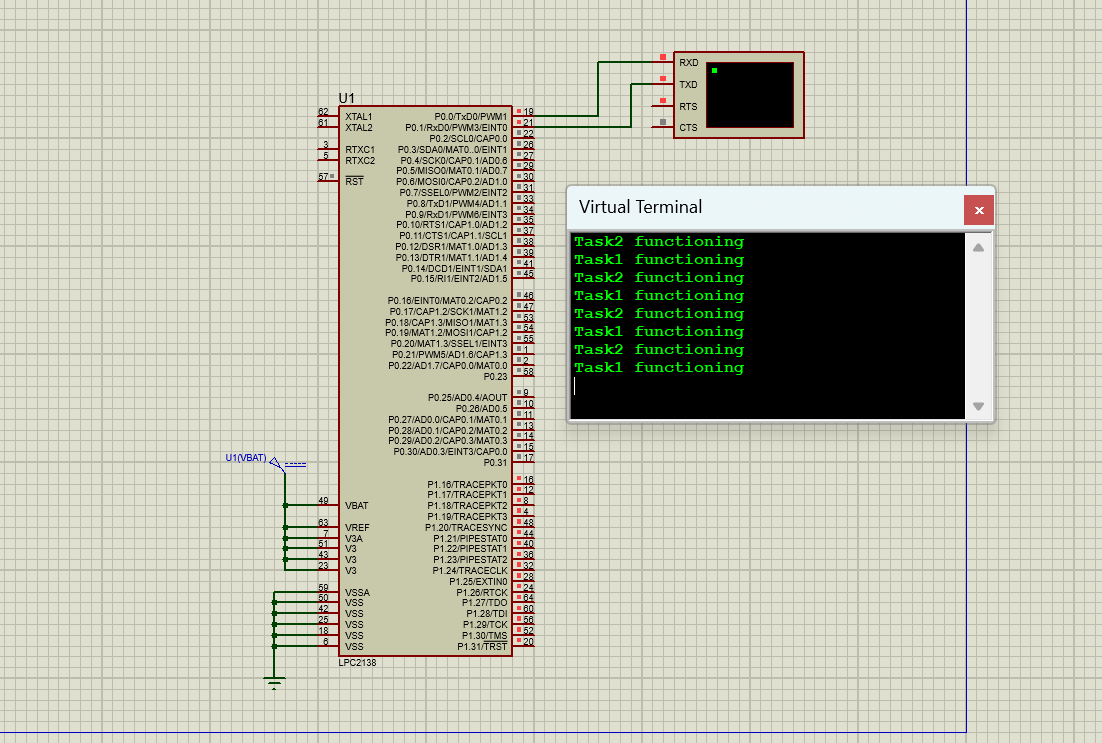 U1
62
61
XTAL1
XTAL2
3
5
RTXC1
RTXC2
57
RST
P0.0/TxD0/PWM1 19
P0.1/RxD0/PWM3/EINT0 21
P0.2/SCL0/CAP0.0 22
P0.3/SDA0/MAT0..0/EINT1 26
P0.4/SCK0/CAP0.1/AD0.6 27
P0.5/MISO0/MAT0.1/AD0.7 29
P0.6/MOSI0/CAP0.2/AD1.0 30
P0.7/SSEL0/PWM2/EINT2 31
P0.8/TxD1/PWM4/AD1.1 33
P0.9/RxD1/PWM6/EINT3 34
P0.10/RTS1/CAP1.0/AD1.2 35
P0.11/CTS1/CAP1.1/SCL1 37
P0.12/DSR1/MAT1.0/AD1.3 38
P0.13/DTR1/MAT1.1/AD1.4 39
P0.14/DCD1/EINT1/SDA1 41
P0.15/RI1/EINT2/AD1.5 45
P0.16/EINT0/MAT0.2/CAP0.2 46
P0.17/CAP1.2/SCK1/MAT1.2 47
P0.18/CAP1.3/MISO1/MAT1.3 53
P0.19/MAT1.2/MOSI1/CAP1.2 54
P0.20/MAT1.3/SSEL1/EINT3 55
P0.21/PWM5/AD1.6/CAP1.3 1
P0.22/AD1.7/CAP0.0/MAT0.0 2
P0.23 58
P0.25/AD0.4/AOUT 9
P0.26/AD0.5 10
P0.27/AD0.0/CAP0.1/MAT0.1 11
P0.28/AD0.1/CAP0.2/MAT0.2 13
P0.29/AD0.2/CAP0.3/MAT0.3 14
P0.30/AD0.3/EINT3/CAP0.0 15
P0.31 17
U1(VBAT)
49 VBAT
63 VREF
7 V3A
51 V3
43 V3
23 V3
59 VSSA
50 VSS
42 VSS
25 VSS
18 VSS
6 VSS
P1.16/TRACEPKT0 16
P1.17/TRACEPKT1 12
P1.18/TRACEPKT2 8
P1.19/TRACEPKT3 4
P1.20/TRACESYNC 48
P1.21/PIPESTAT0 44
P1.22/PIPESTAT1 40
P1.23/PIPESTAT2 36
P1.24/TRACECLK 32
P1.25/EXTIN0 28
P1.26/RTCK 24
P1.27/TDO 64
P1.28/TDI 60
P1.29/TCK 56
P1.30/TMS 52
P1.31/TRST 20
LPC2138
RXD
TXD
RTS
CTS
Virtual Terminal
Task2 functioning
Task1 functioning
Task2 functioning
Task1 functioning
Task2 functioning
Task1 functioning
Task2 functioning
Task1 functioning